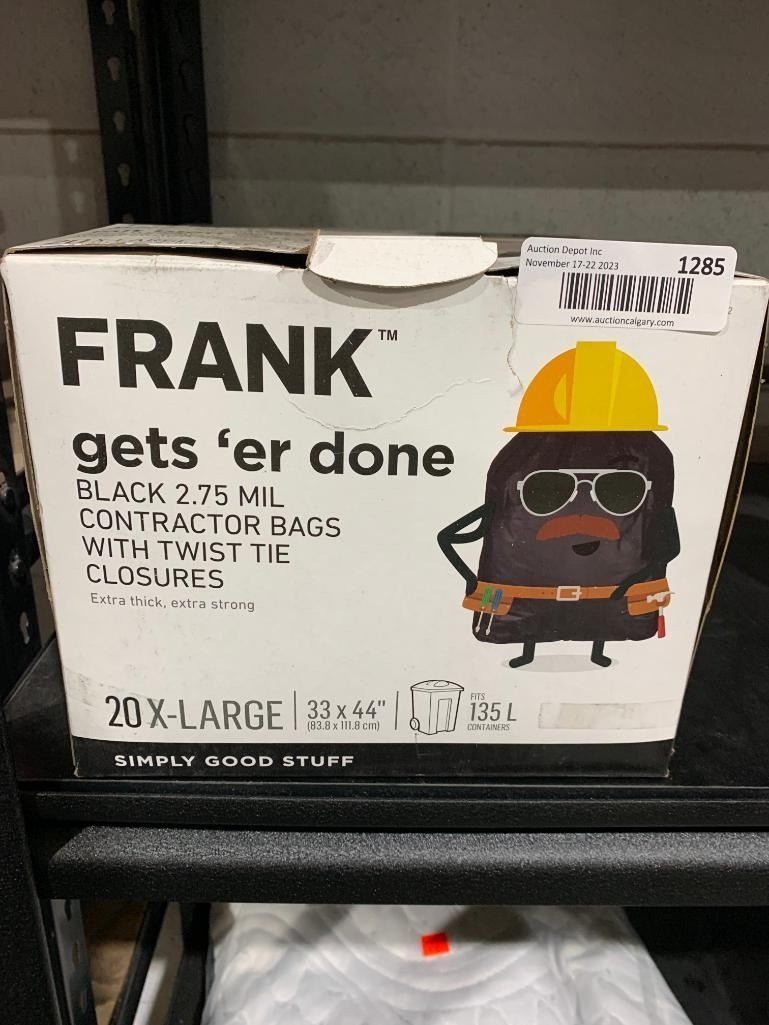 Auction Depot Inc
November 17-22 2023
1285
www.auctioncalgary.com
FRANK™
gets ‘er done
BLACK 2.75 MIL
CONTRACTOR BAGS
WITH TWIST TIE
CLOSURES
Extra thick, extra strong
20 X-LARGE
33 x 44"
(83.8 x 111.8 cm)
FITS
135 L
CONTAINERS
SIMPLY GOOD STUFF